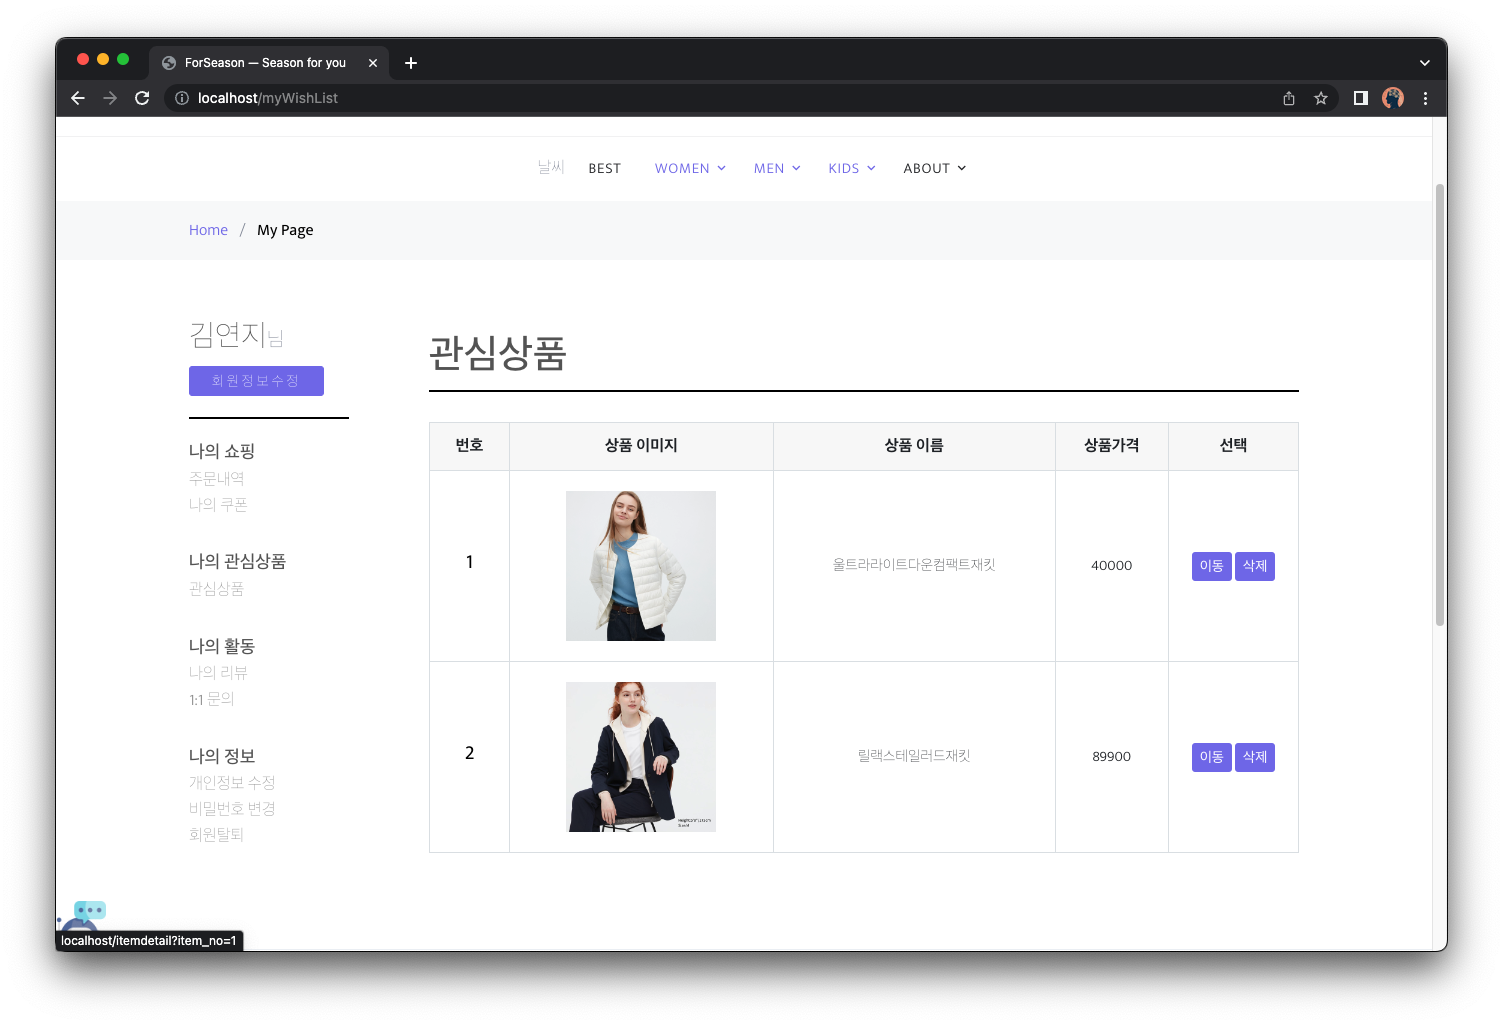 ForSeason — Season for you
localhost/myWishList
날씨 BEST WOMEN MEN KIDS ABOUT
Home / My Page
김연지님
회원정보수정
나의 쇼핑
주문내역
나의 쿠폰
나의 관심상품
관심상품
나의 활동
나의 리뷰
1:1 문의
나의 정보
개인정보 수정
비밀번호 변경
회원탈퇴
관심상품
번호 상품 이미지 상품 이름 상품가격 선택
1 울트라라이트다운컴팩트재킷 40000 이동 삭제
2 릴랙스테일러드재킷 89900 이동 삭제
localhost/itemdetail?item_no=1